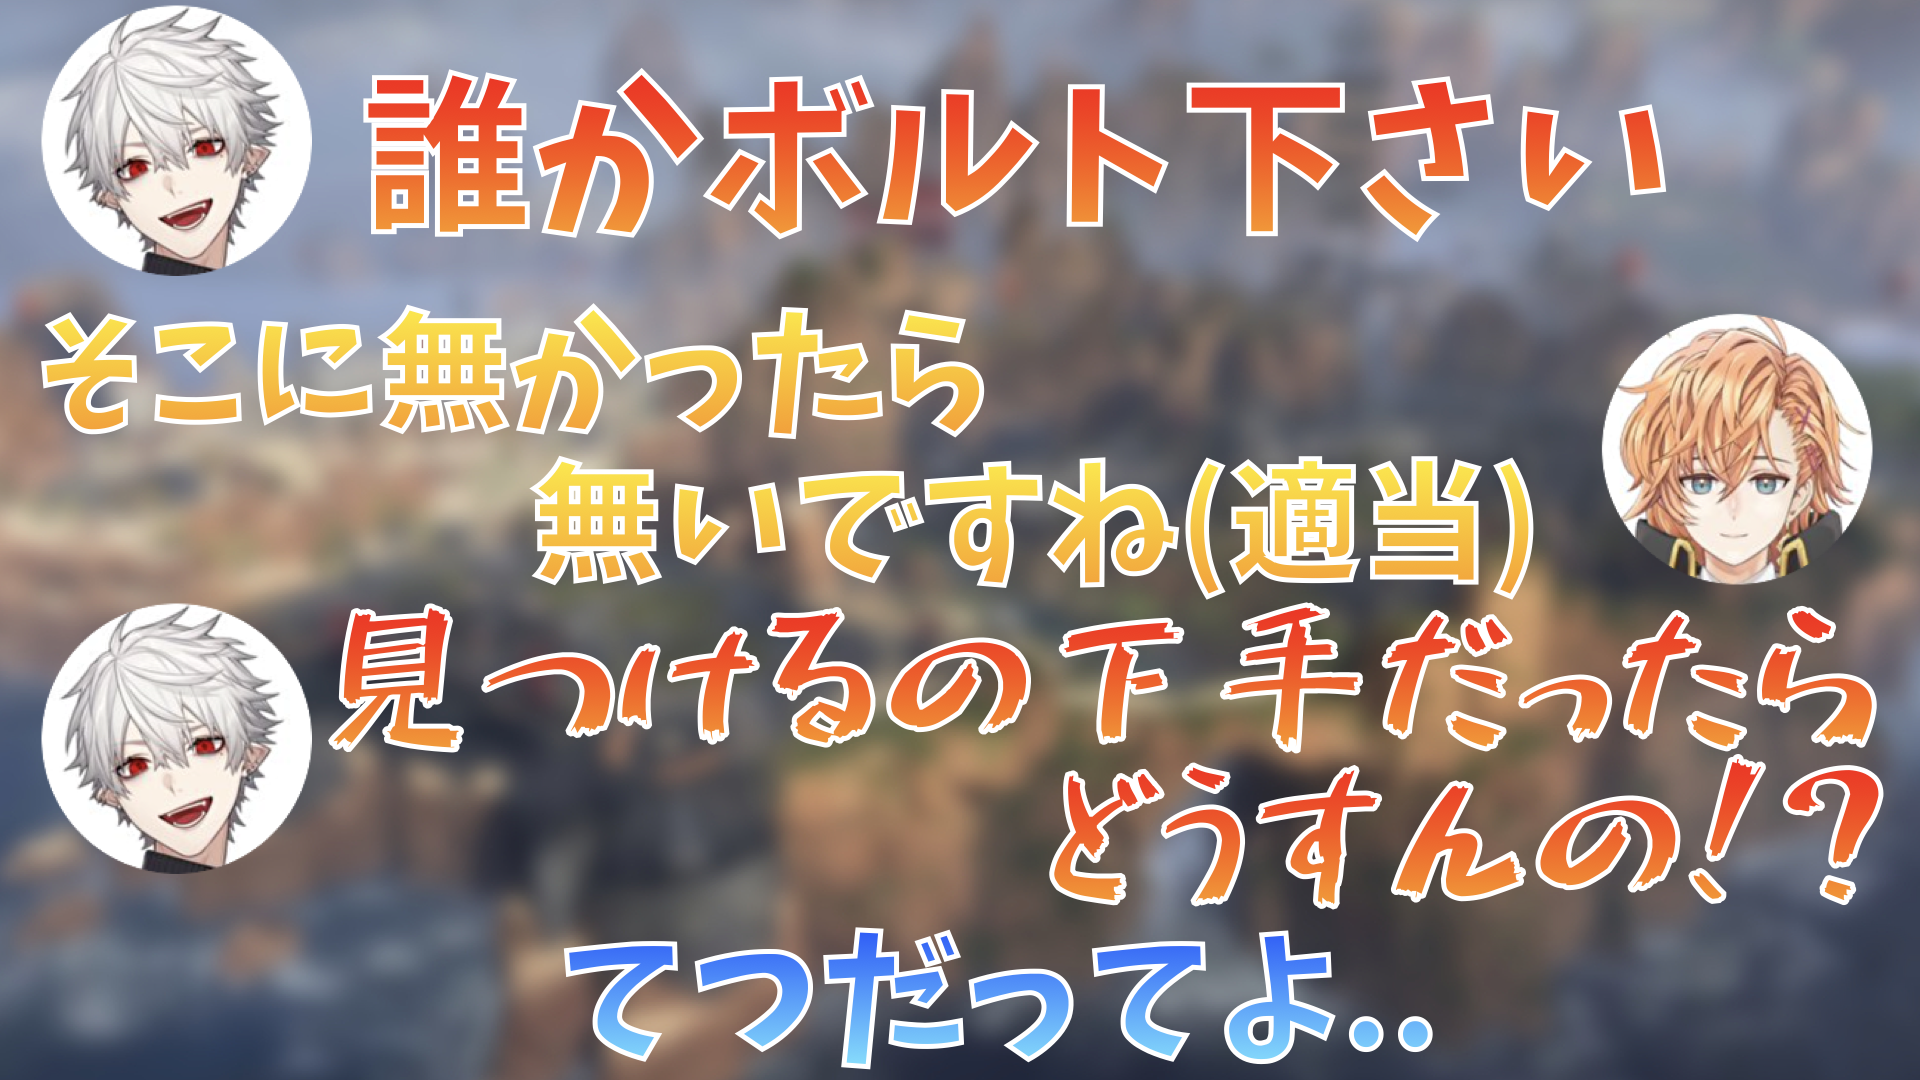 誰かボルト下さい
そこに無かったら
無いですね(適当)
見つけるの下手だったら
どうすんの!?
てつだってよ..